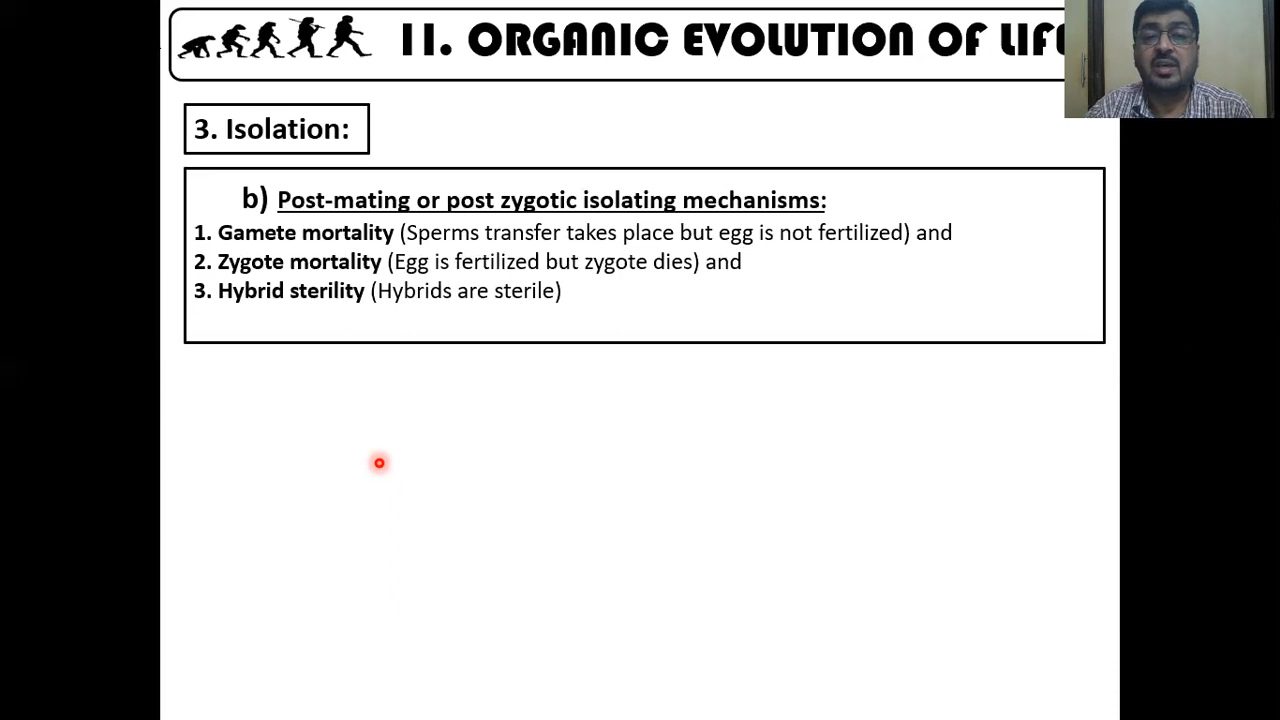 11. ORGANIC EVOLUTION OF LIFE
3. Isolation:
b) Post-mating or post zygotic isolating mechanisms:
1. Gamete mortality (Sperms transfer takes place but egg is not fertilized) and
2. Zygote mortality (Egg is fertilized but zygote dies) and
3. Hybrid sterility (Hybrids are sterile)